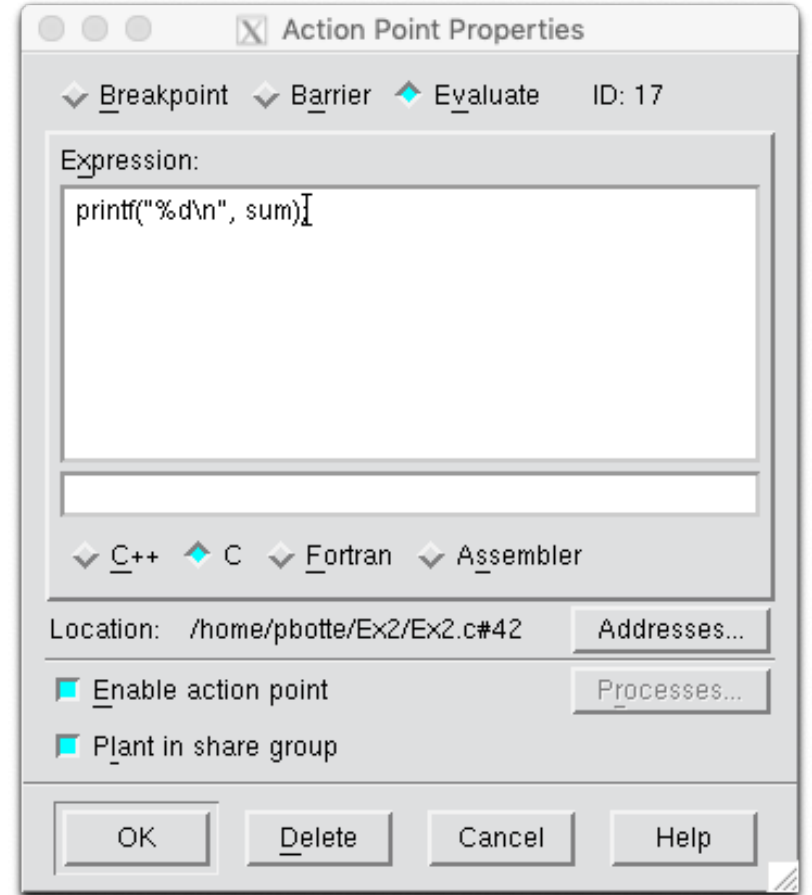 Action Point Properties
Breakpoint Barrier Evaluate ID: 17
Expression:
printf("%d\n", sum);
C++ C Fortran Assembler
Location: /home/pbotte/Ex2/Ex2.c#42 Addresses...
Enable action point Processes...
Plant in share group
OK Delete Cancel Help